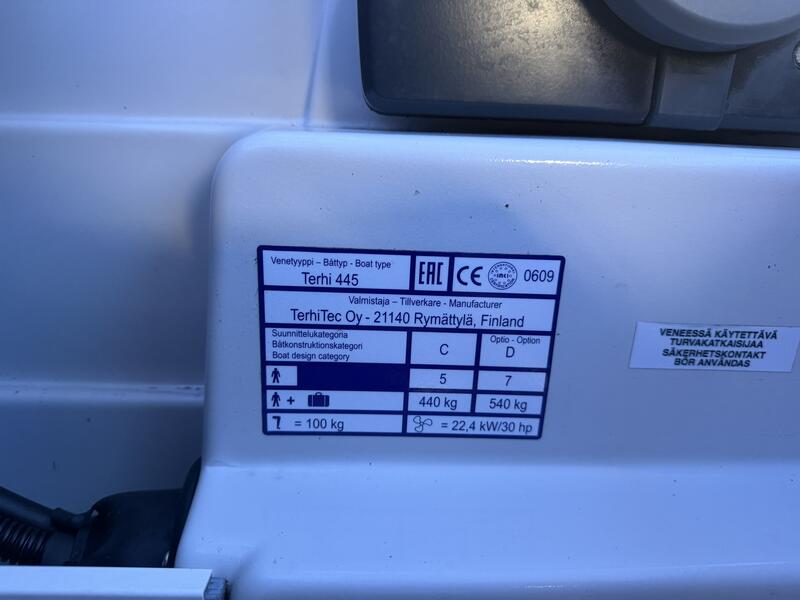 Venetyyppi – Båttyp - Boat type
Terhi 445
EAC
CE
imci
0609
Valmistaja – Tillverkare - Manufacturer
TerhiTec Oy - 21140 Rymättylä, Finland
Suunnittelukategoria
Båtkonstruktionskategori
Boat design category
C
Optio - Option
D
5
7
+
440 kg
540 kg
= 100 kg
= 22,4 kW/30 hp
VENEESSÄ KÄYTETTÄVÄ
TURVAKATKAISIJAA
SÄKERHETSKONTAKT
BÖR ANVÄNDAS